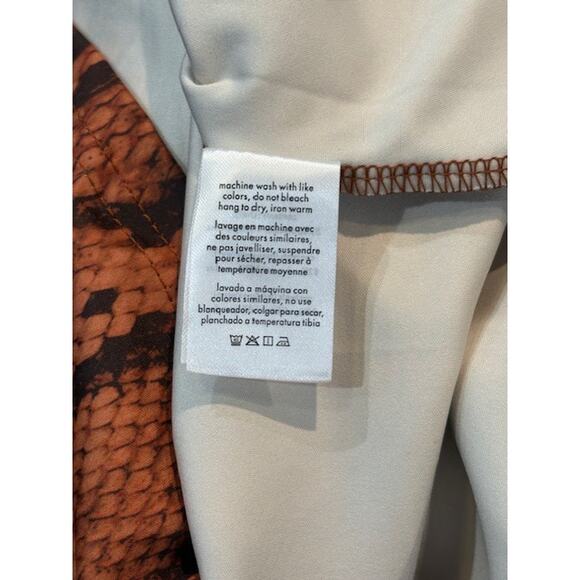 machine wash with like
colors, do not bleach
hang to dry, iron warm
lavage en machine avec
des couleurs similaires,
ne pas javelliser, suspendre
pour sécher, repasser à
température moyenne
lavado a máquina con
colores similares, no use
blanqueador, colgar para secar,
planchado a temperatura tibia